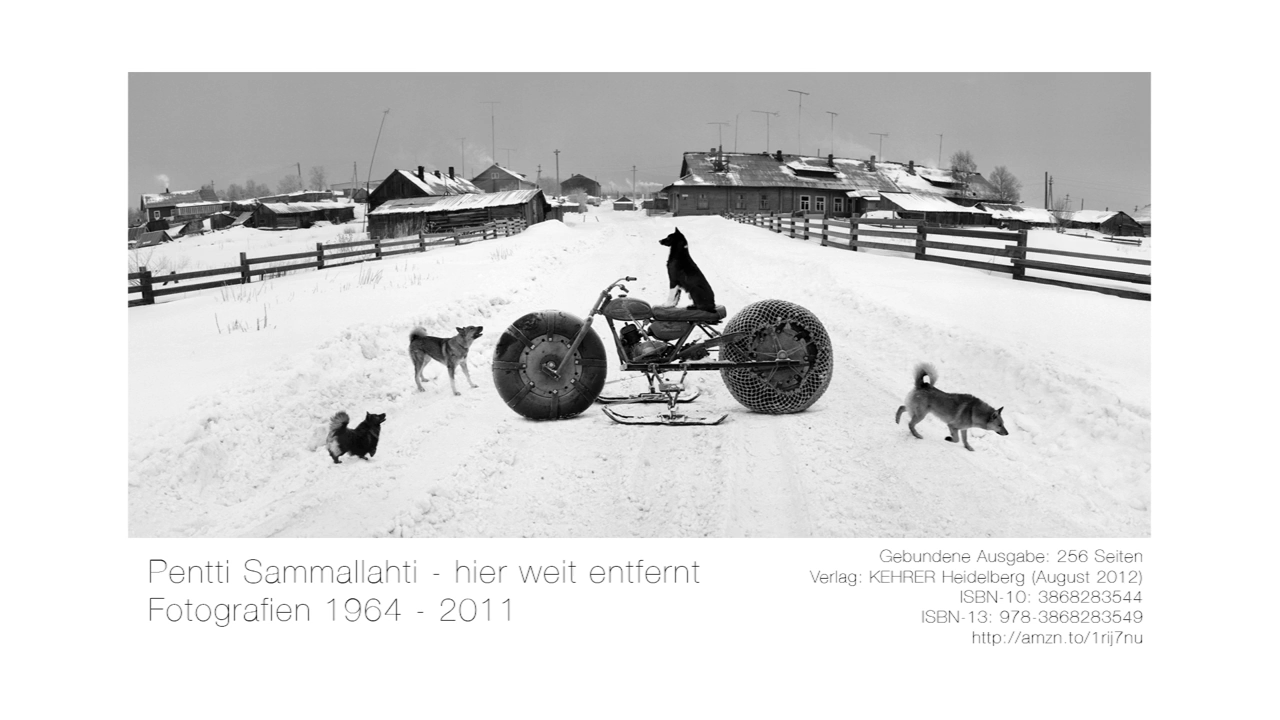 Pentti Sammallahti - hier weit entfernt
Fotografien 1964 - 2011
Gebundene Ausgabe: 256 Seiten
Verlag: KEHRER Heidelberg (August 2012)
ISBN-10: 3868283544
ISBN-13: 978-3868283549
http://amzn.to/1rij7nu